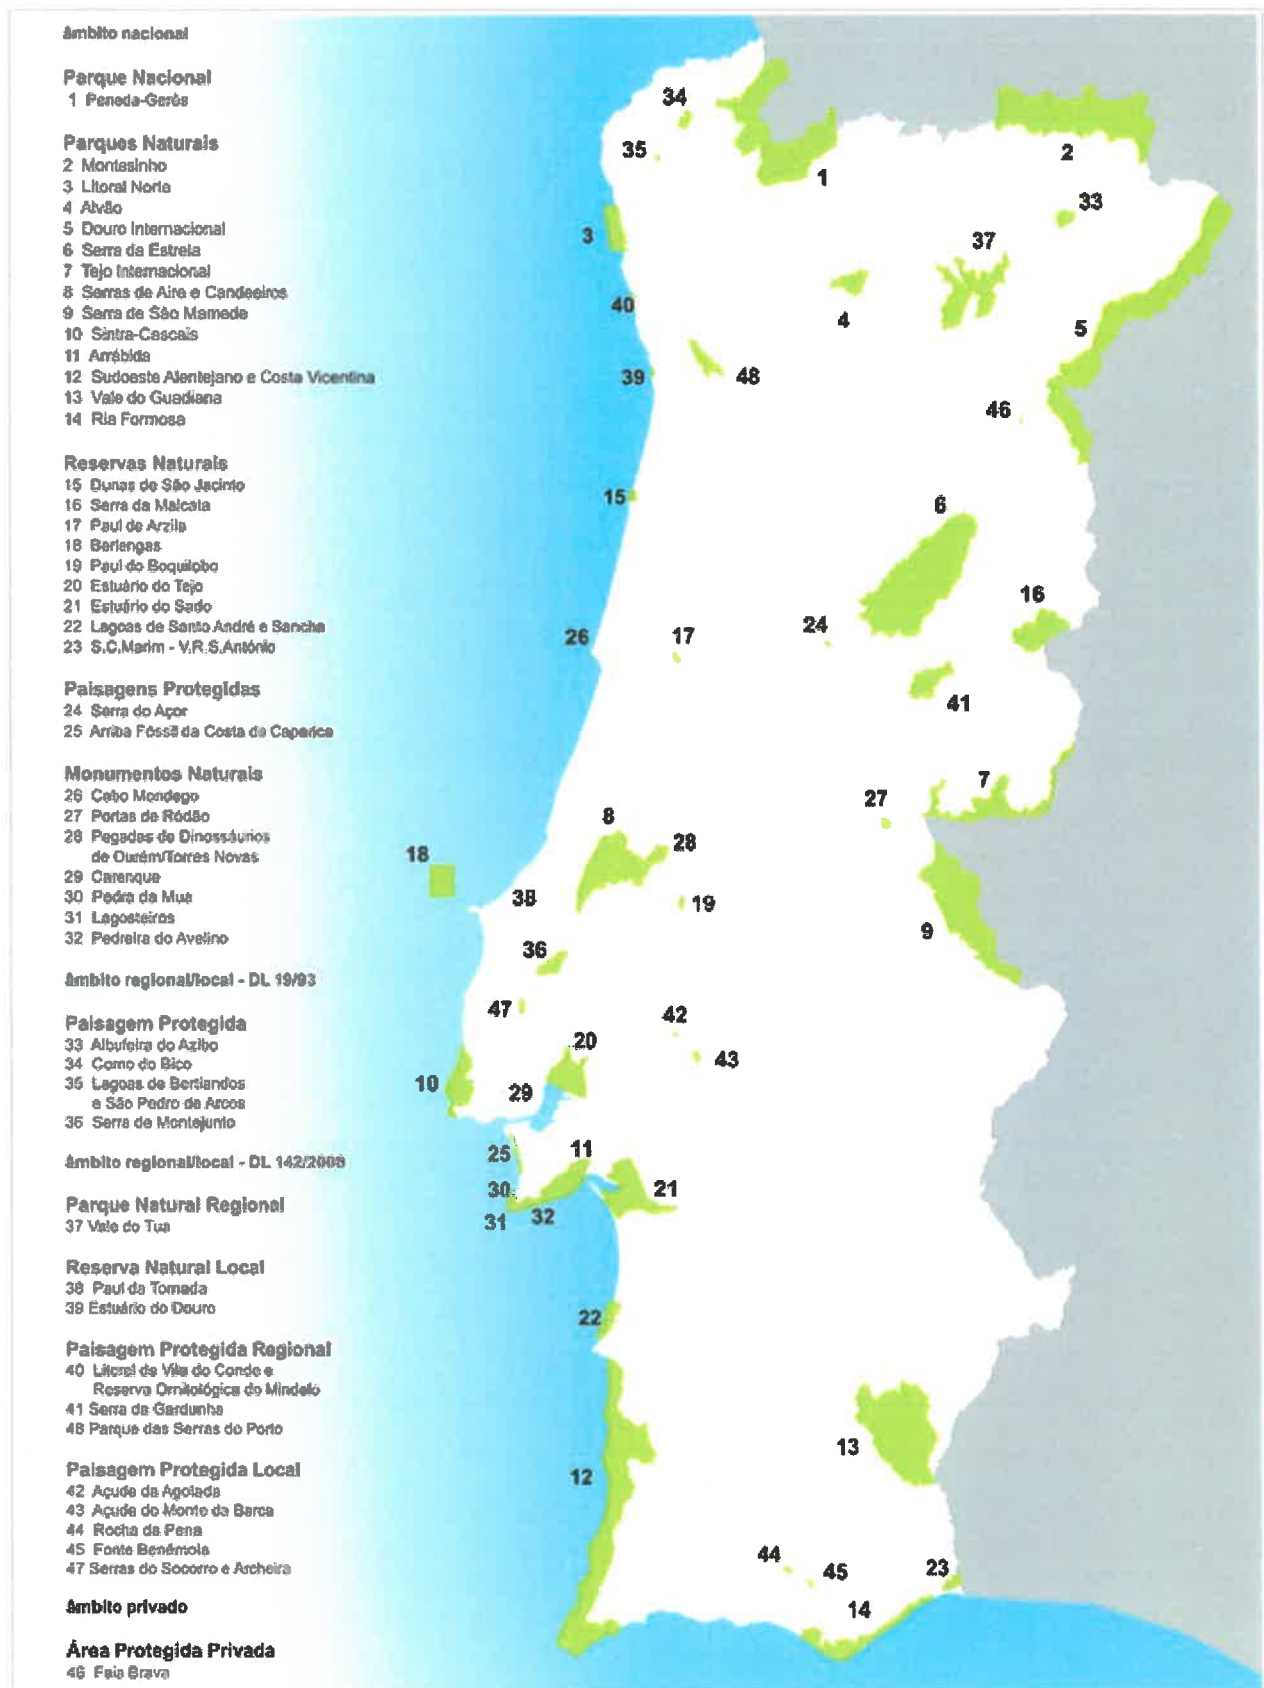 âmbito nacional
Parque Nacional
1 Peneda-Gerês
Parques Naturais
2 Montesinho
3 Litoral Norte
4 Alvão
5 Douro Internacional
6 Serra da Estrela
7 Tejo Internacional
8 Serras de Aire e Candeeiros
9 Serra de São Mamede
10 Sintra-Cascais
11 Arrábida
12 Sudoeste Alentejano e Costa Vicentina
13 Vale do Guadiana
14 Ria Formosa
Reservas Naturais
15 Dunas de São Jacinto
16 Serra da Malcata
17 Paul de Arzila
18 Berlengas
19 Paul do Boquilobo
20 Estuário do Tejo
21 Estuário do Sado
22 Lagoas de Santo André e Sancha
23 S.C.Marim - V.R.S.António
Paisagens Protegidas
24 Serra do Açor
25 Arriba Fóssil da Costa da Caparica
Monumentos Naturais
26 Cabo Mondego
27 Portas de Ródão
28 Pegadas de Dinossáurios
de Ourém/Torres Novas
29 Carenque
30 Pedra da Mua
31 Lagosteiros
32 Pedreira do Avelino
âmbito regional/local - DL 19/93
Paisagem Protegida
33 Albufeira do Azibo
34 Corno do Bico
35 Lagoas de Bertiandos
e São Pedro de Arcos
36 Serra de Montejunto
âmbito regional/local - DL 142/2008
Parque Natural Regional
37 Vale do Tua
Reserva Natural Local
38 Paul da Tornada
39 Estuário do Douro
Paisagem Protegida Regional
40 Litoral de Vila do Conde e
Reserva Ornitológica do Mindelo
41 Serra da Gardunha
48 Parque das Serras do Porto
Paisagem Protegida Local
42 Açude da Agolada
43 Açude do Monte da Barca
44 Rocha da Pena
45 Fonte Benémola
47 Serras do Socorro e Archeira
âmbito privado
Área Protegida Privada
46 Faia Brava
34
35
1
2
33
3
37
40
4
5
39
48
46
15
6
16
26
17
24
41
7
27
8
28
18
38
19
9
36
47
42
20
43
10
29
25
11
30
21
31
32
22
13
12
44
45
23
14